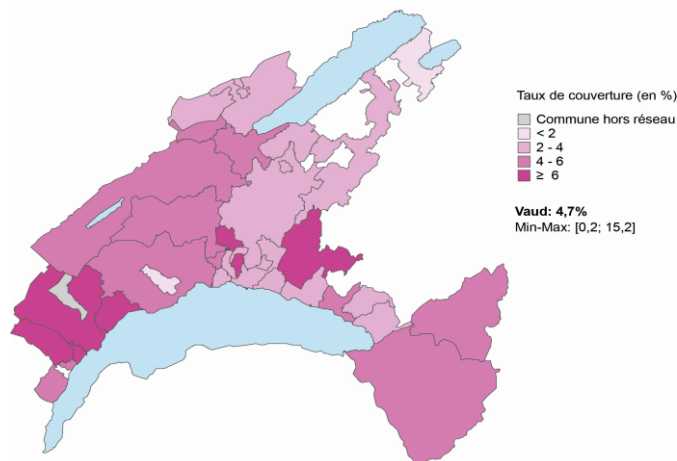 Taux de couverture (en %)
Commune hors réseau
< 2
2 - 4
4 - 6
≥ 6
Vaud: 4,7%
Min-Max: [0,2; 15,2]